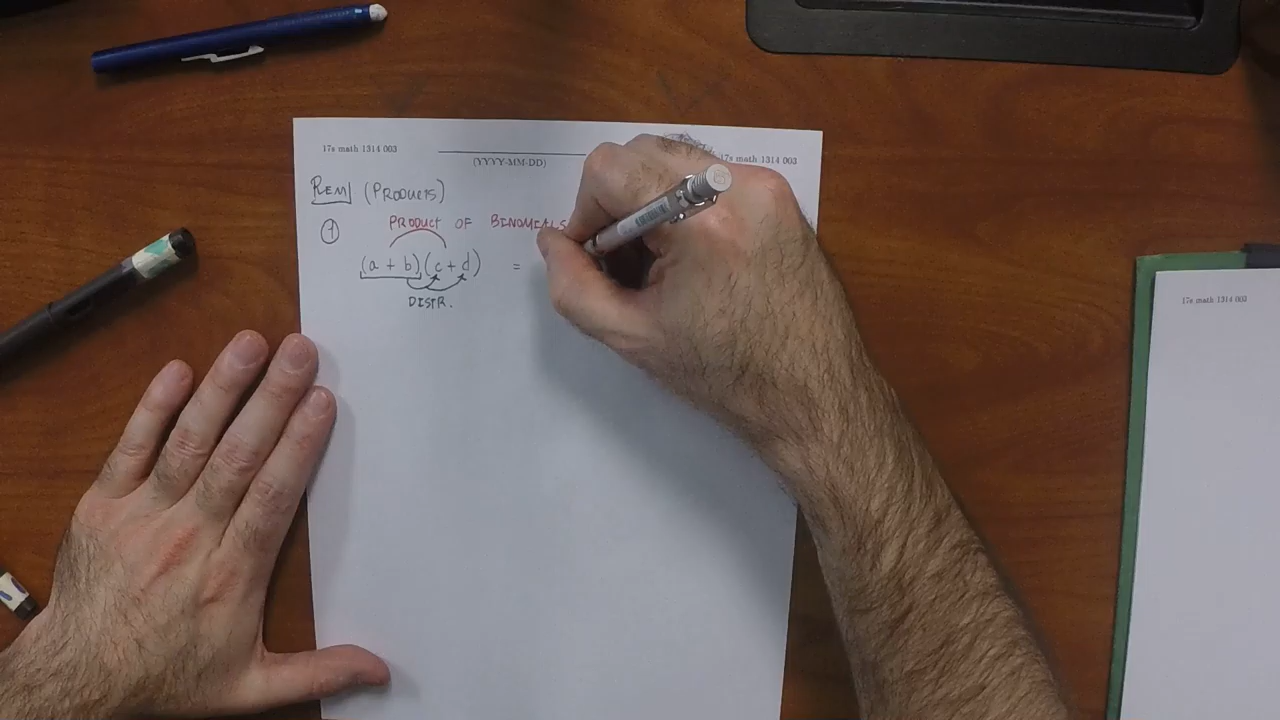 17s math 1314 003
17s math 1314 003
(YYYY-MM-DD)
REM (PRODUCTS)
1 PRODUCT OF BINOMIALS
(a + b)(c + d) =
DISTR.
17s math 1314 003